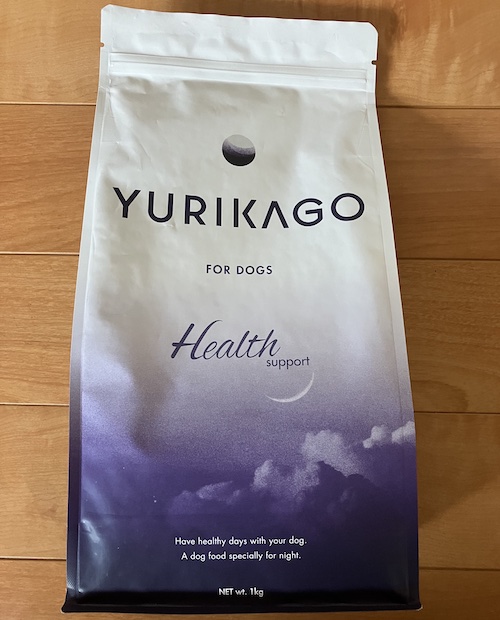 YURIKAGO
FOR DOGS
Health
support
Have healthy days with your dog.
A dog food specially for night.
NET wt. 1kg